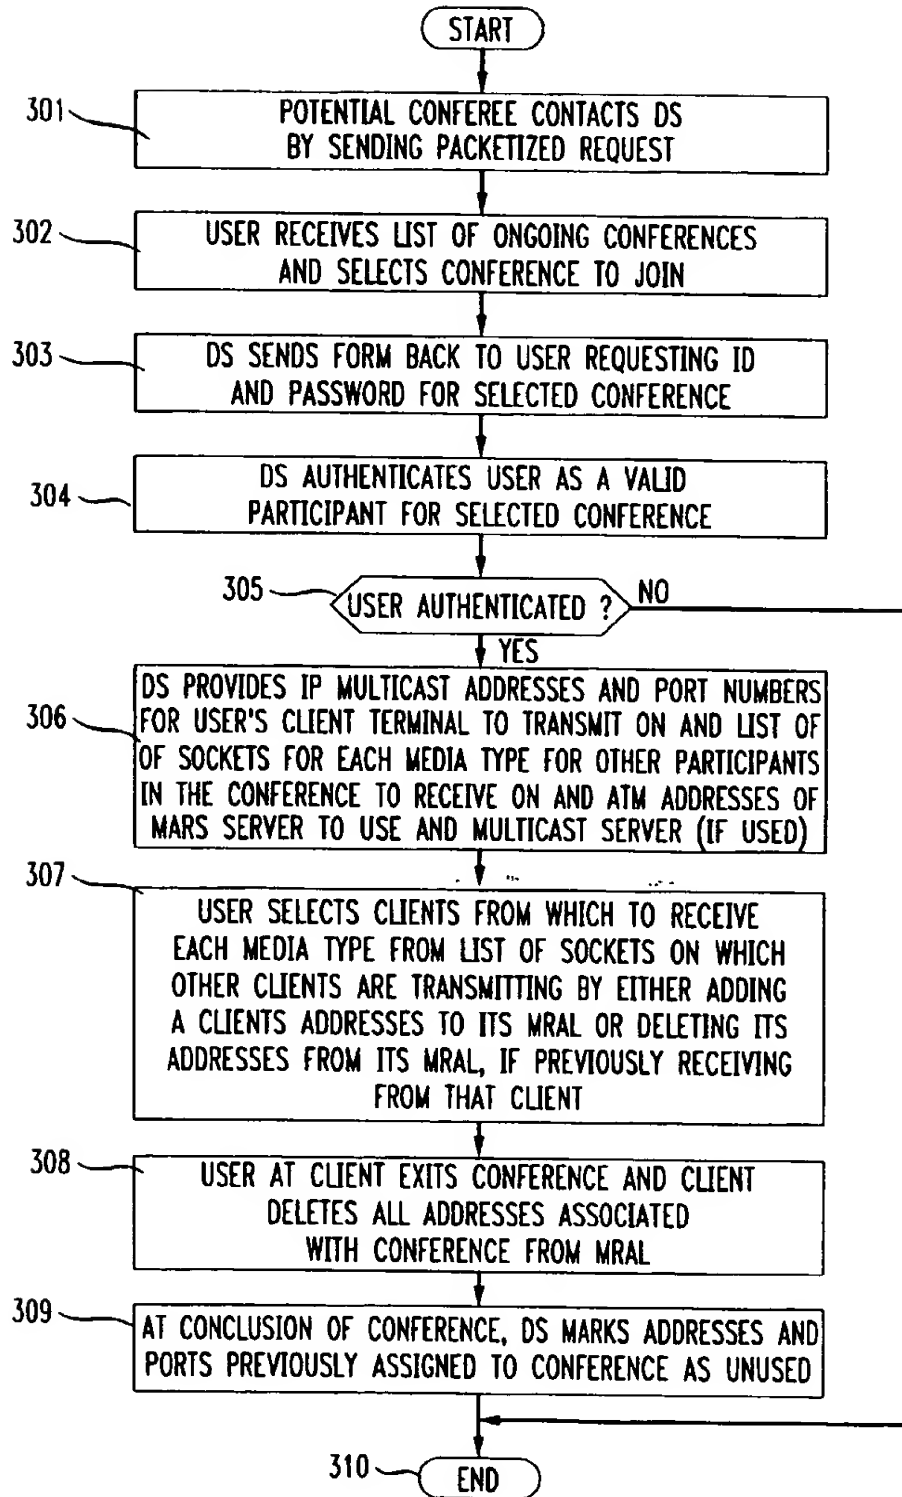 START
301
POTENTIAL CONFEREE CONTACTS DS
BY SENDING PACKETIZED REQUEST
302
USER RECEIVES LIST OF ONGOING CONFERENCES
AND SELECTS CONFERENCE TO JOIN
303
DS SENDS FORM BACK TO USER REQUESTING ID
AND PASSWORD FOR SELECTED CONFERENCE
304
DS AUTHENTICATES USER AS A VALID
PARTICIPANT FOR SELECTED CONFERENCE
305
USER AUTHENTICATED ?
NO
YES
306
DS PROVIDES IP MULTICAST ADDRESSES AND PORT NUMBERS
FOR USER'S CLIENT TERMINAL TO TRANSMIT ON AND LIST OF
OF SOCKETS FOR EACH MEDIA TYPE FOR OTHER PARTICIPANTS
IN THE CONFERENCE TO RECEIVE ON AND ATM ADDRESSES OF
MARS SERVER TO USE AND MULTICAST SERVER (IF USED)
307
USER SELECTS CLIENTS FROM WHICH TO RECEIVE
EACH MEDIA TYPE FROM LIST OF SOCKETS ON WHICH
OTHER CLIENTS ARE TRANSMITTING BY EITHER ADDING
A CLIENTS ADDRESSES TO ITS MRAL OR DELETING ITS
ADDRESSES FROM ITS MRAL, IF PREVIOUSLY RECEIVING
FROM THAT CLIENT
308
USER AT CLIENT EXITS CONFERENCE AND CLIENT
DELETES ALL ADDRESSES ASSOCIATED
WITH CONFERENCE FROM MRAL
309
AT CONCLUSION OF CONFERENCE, DS MARKS ADDRESSES AND
PORTS PREVIOUSLY ASSIGNED TO CONFERENCE AS UNUSED
310
END